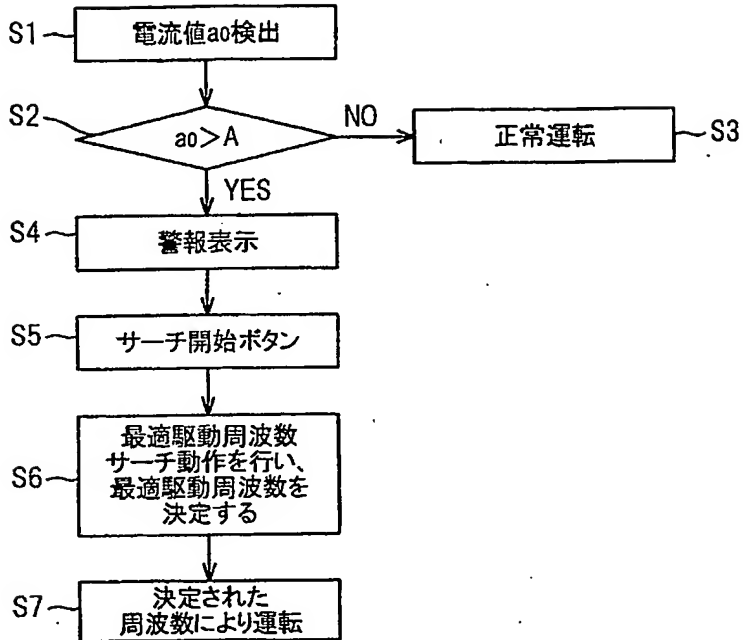 S1
電流値a0検出
S2
a0>A
NO
正常運転
S3
YES
S4
警報表示
S5
サーチ開始ボタン
S6
最適駆動周波数
サーチ動作を行い、
最適駆動周波数を
決定する
S7
決定された
周波数により運転